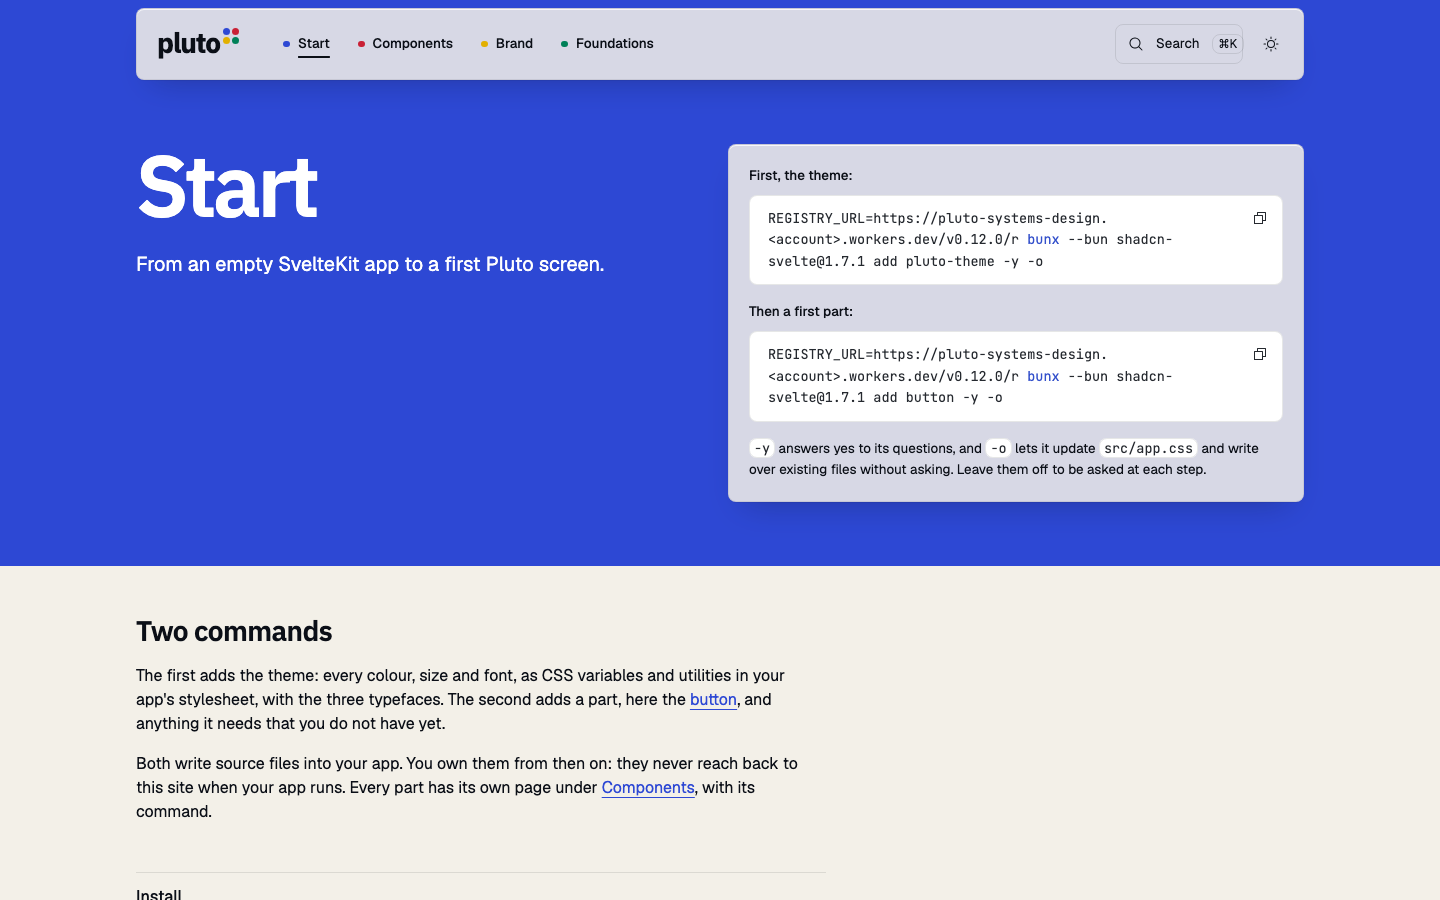 pluto
Start
Components
Brand
Foundations
Search
⌘K
Start
From an empty SvelteKit app to a first Pluto screen.
First, the theme:
REGISTRY_URL=https://pluto-systems-design.
<account>.workers.dev/v0.12.0/r bunx --bun shadcn-
svelte@1.7.1 add pluto-theme -y -o
Then a first part:
REGISTRY_URL=https://pluto-systems-design.
<account>.workers.dev/v0.12.0/r bunx --bun shadcn-
svelte@1.7.1 add button -y -o
-y answers yes to its questions, and -o lets it update src/app.css and write
over existing files without asking. Leave them off to be asked at each step.
Two commands
The first adds the theme: every colour, size and font, as CSS variables and utilities in your
app's stylesheet, with the three typefaces. The second adds a part, here the button, and
anything it needs that you do not have yet.
Both write source files into your app. You own them from then on: they never reach back to
this site when your app runs. Every part has its own page under Components, with its
command.
Install